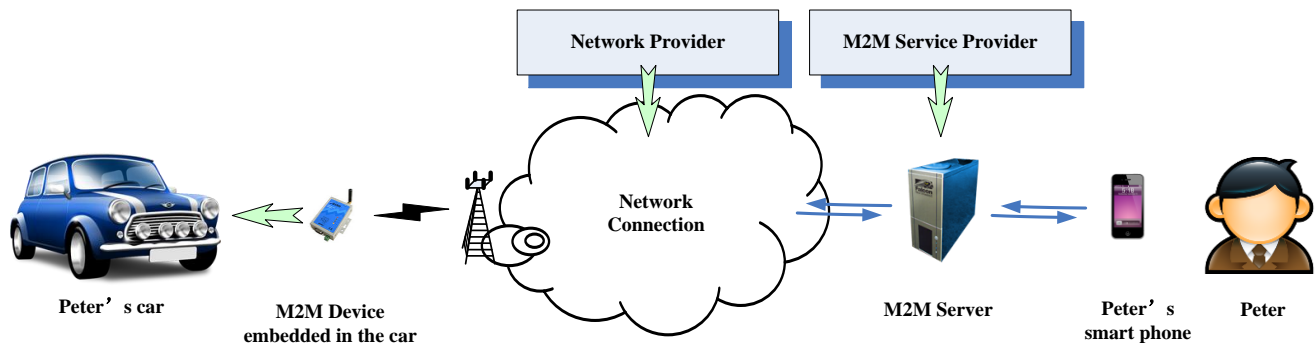 Network Provider
M2M Service Provider
Network
Connection
Peter’s car
M2M Device
embedded in the car
M2M Server
Peter’s
smart phone
Peter